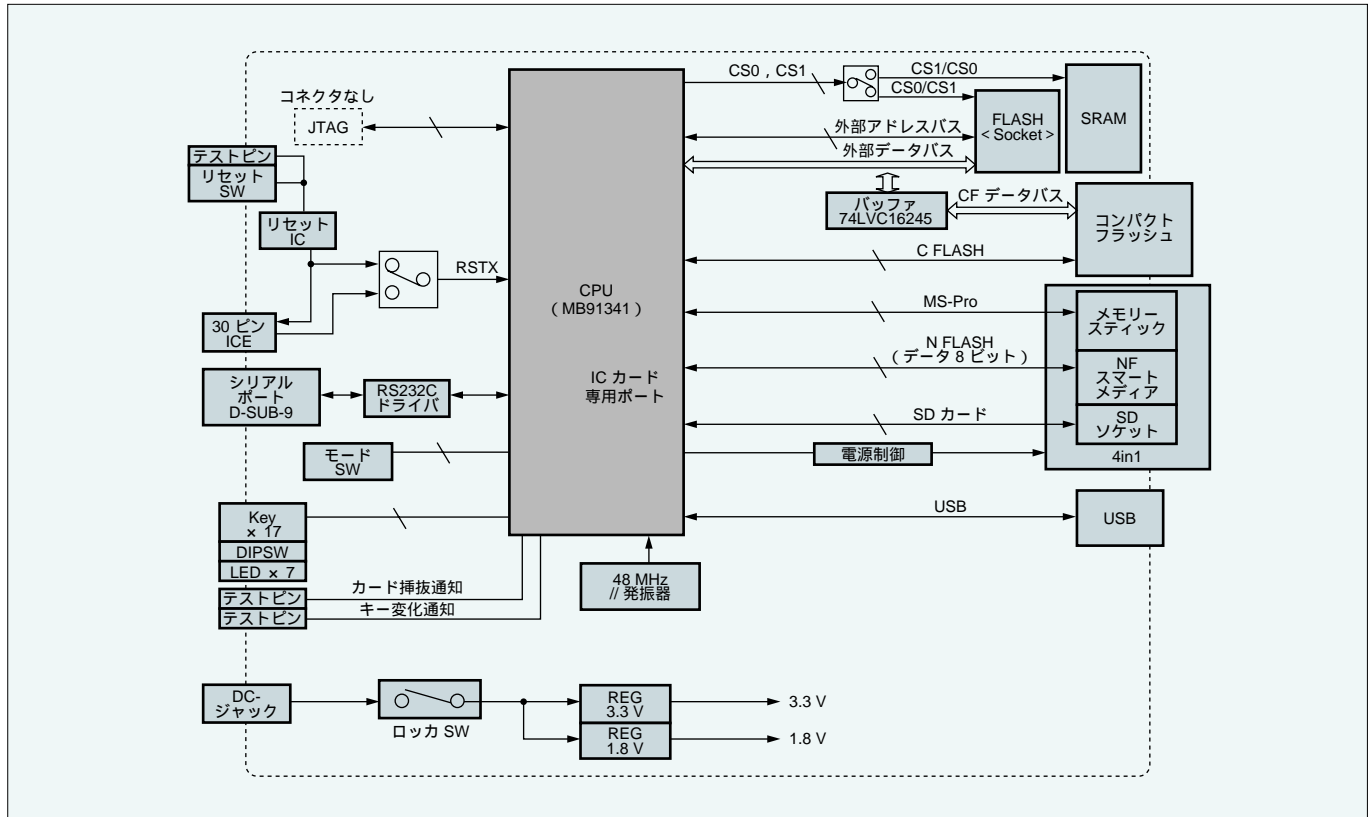 コネクタなし
JTAG
テストピン
リセット
SW
リセット
IC
RSTX
30 ピン
ICE
シリアル
ポート
D-SUB-9
RS232C
ドライバ
モード
SW
Key
× 17
DIPSW
LED × 7
テストピン
テストピン
カード挿抜通知
キー変化通知
CPU
( MB91341 )
IC カード
専用ポート
48 MHz
// 発振器
CS0 , CS1
CS1/CS0
CS0/CS1
FLASH
< Socket >
SRAM
外部アドレスバス
外部データバス
バッファ
74LVC16245
CF データバス
コンパクト
フラッシュ
C FLASH
MS-Pro
メモリー
スティック
N FLASH
( データ 8 ビット )
NF
スマート
メディア
SD カード
SD
ソケット
電源制御
4in1
USB
USB
DC-
ジャック
ロッカ SW
REG
3.3 V
3.3 V
REG
1.8 V
1.8 V